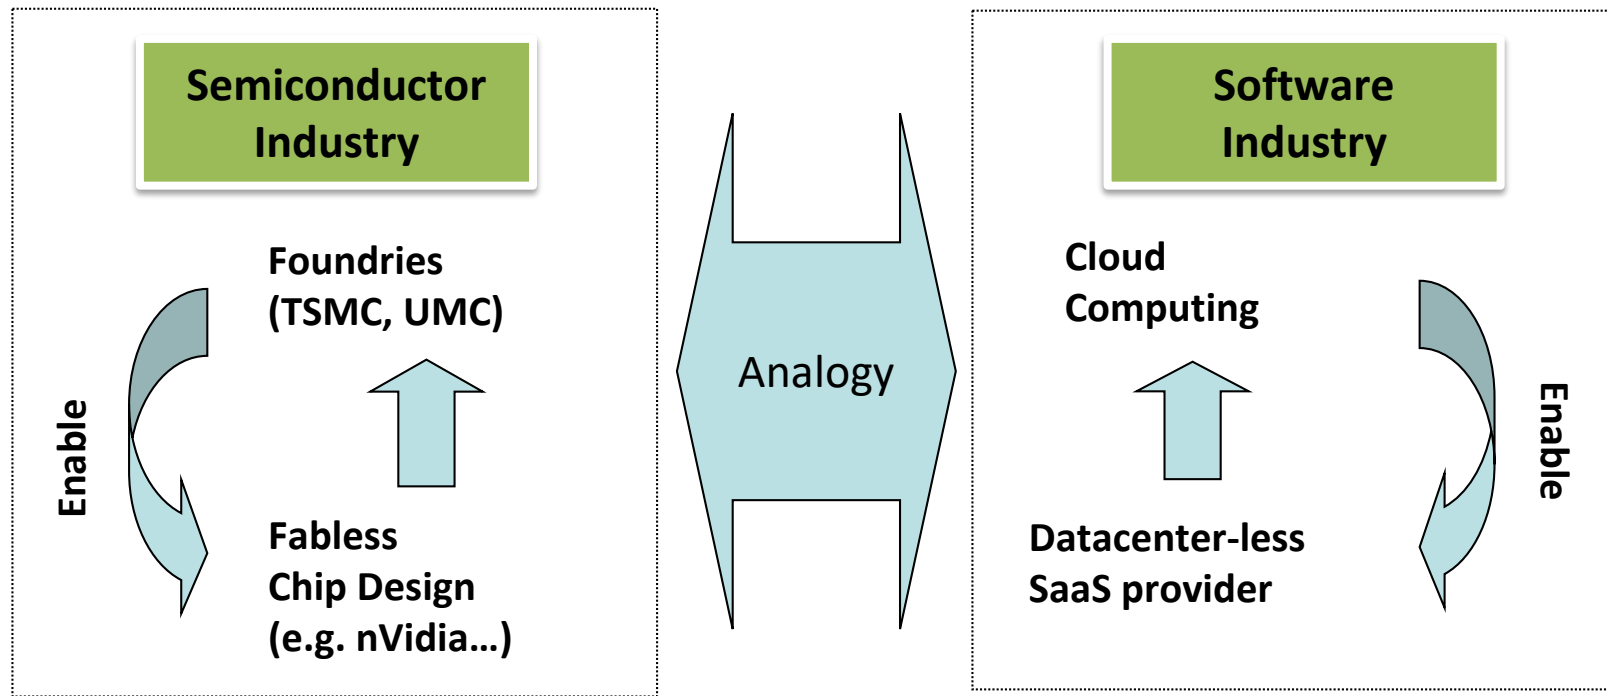 Semiconductor
Industry
Foundries
(TSMC, UMC)
Enable
Fabless
Chip Design
(e.g. nVidia...)
Analogy
Software
Industry
Cloud
Computing
Enable
Datacenter-less
SaaS provider